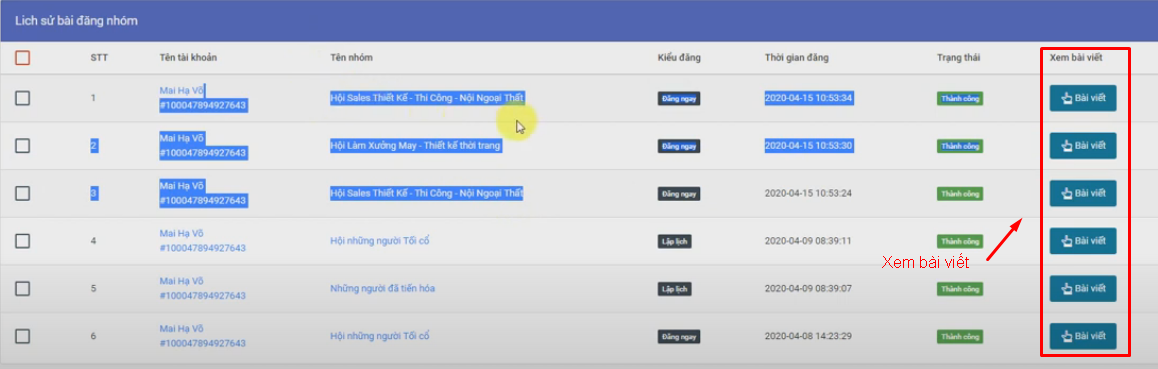 Lich sử bài đăng nhóm
STT Tên tài khoản Tên nhóm Kiểu đăng Thời gian đăng Trạng thái Xem bài viết
1 Mai Hạ Võ #100047894927643 Hội Sales Thiết Kế - Thi Công - Nội Ngoại Thất Đăng ngay 2020-04-15 10:53:34 Thành công Bài viết
2 Mai Hạ Võ #100047894927643 Hội Làm Xưởng May - Thiết kế thời trang Đăng ngay 2020-04-15 10:53:30 Thành công Bài viết
3 Mai Hạ Võ #100047894927643 Hội Sales Thiết Kế - Thi Công - Nội Ngoại Thất Đăng ngay 2020-04-15 10:53:24 Thành công Bài viết
4 Mai Hạ Võ #100047894927643 Hội những người Tối cổ Lập lịch 2020-04-09 08:39:11 Thành công Bài viết
Xem bài viết
5 Mai Hạ Võ #100047894927643 Những người đã tiến hóa Lập lịch 2020-04-09 08:39:07 Thành công Bài viết
6 Mai Hạ Võ #100047894927643 Hội những người Tối cổ Đăng ngay 2020-04-08 14:23:29 Thành công Bài viết